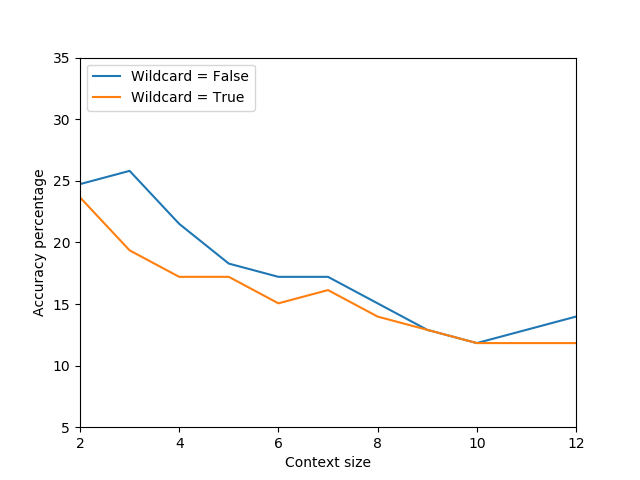 Wildcard = False
Wildcard = True
35
30
25
20
15
10
5
Accuracy percentage
2 4 6 8 10 12
Context size